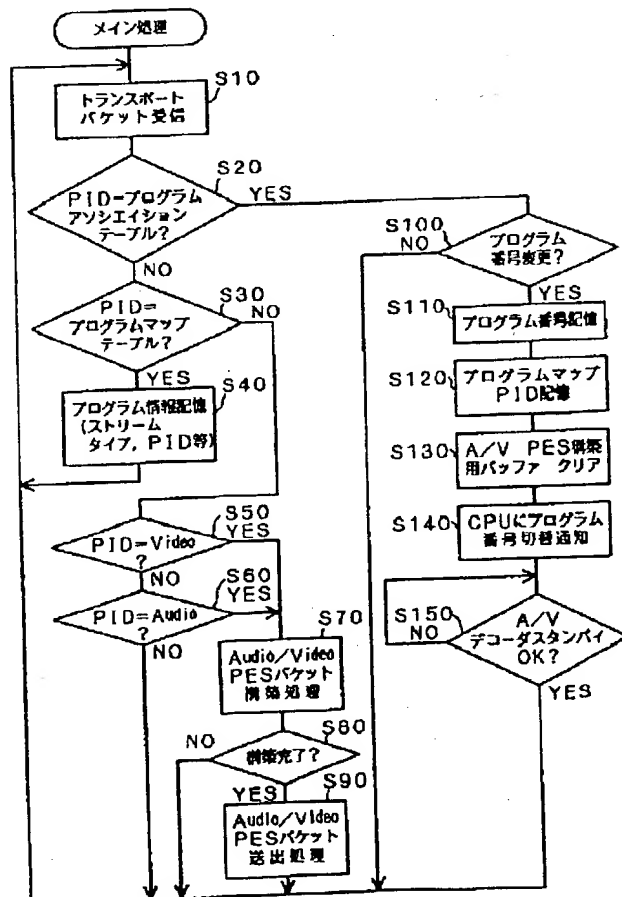 メイン処理
S10
トランスポート
パケット受信
S20
PID=プログラム
アソシエイション
テーブル?
YES
NO
S30
PID=
プログラムマップ
テーブル?
NO
YES
S40
プログラム情報記憶
(ストリーム
タイプ, PID等)
S50
PID=Video
?
YES
NO
S60
PID=Audio
?
YES
NO
S70
Audio/Video
PESパケット
構築処理
S80
構築完了?
NO
YES
S90
Audio/Video
PESパケット
送出処理
S100
プログラム
番号変更?
NO
YES
S110
プログラム番号記憶
S120
プログラムマップ
PID記憶
S130
A/V PES構築
用バッファ クリア
S140
CPUにプログラム
番号切替通知
S150
A/V
デコーダスタンバイ
OK?
NO
YES